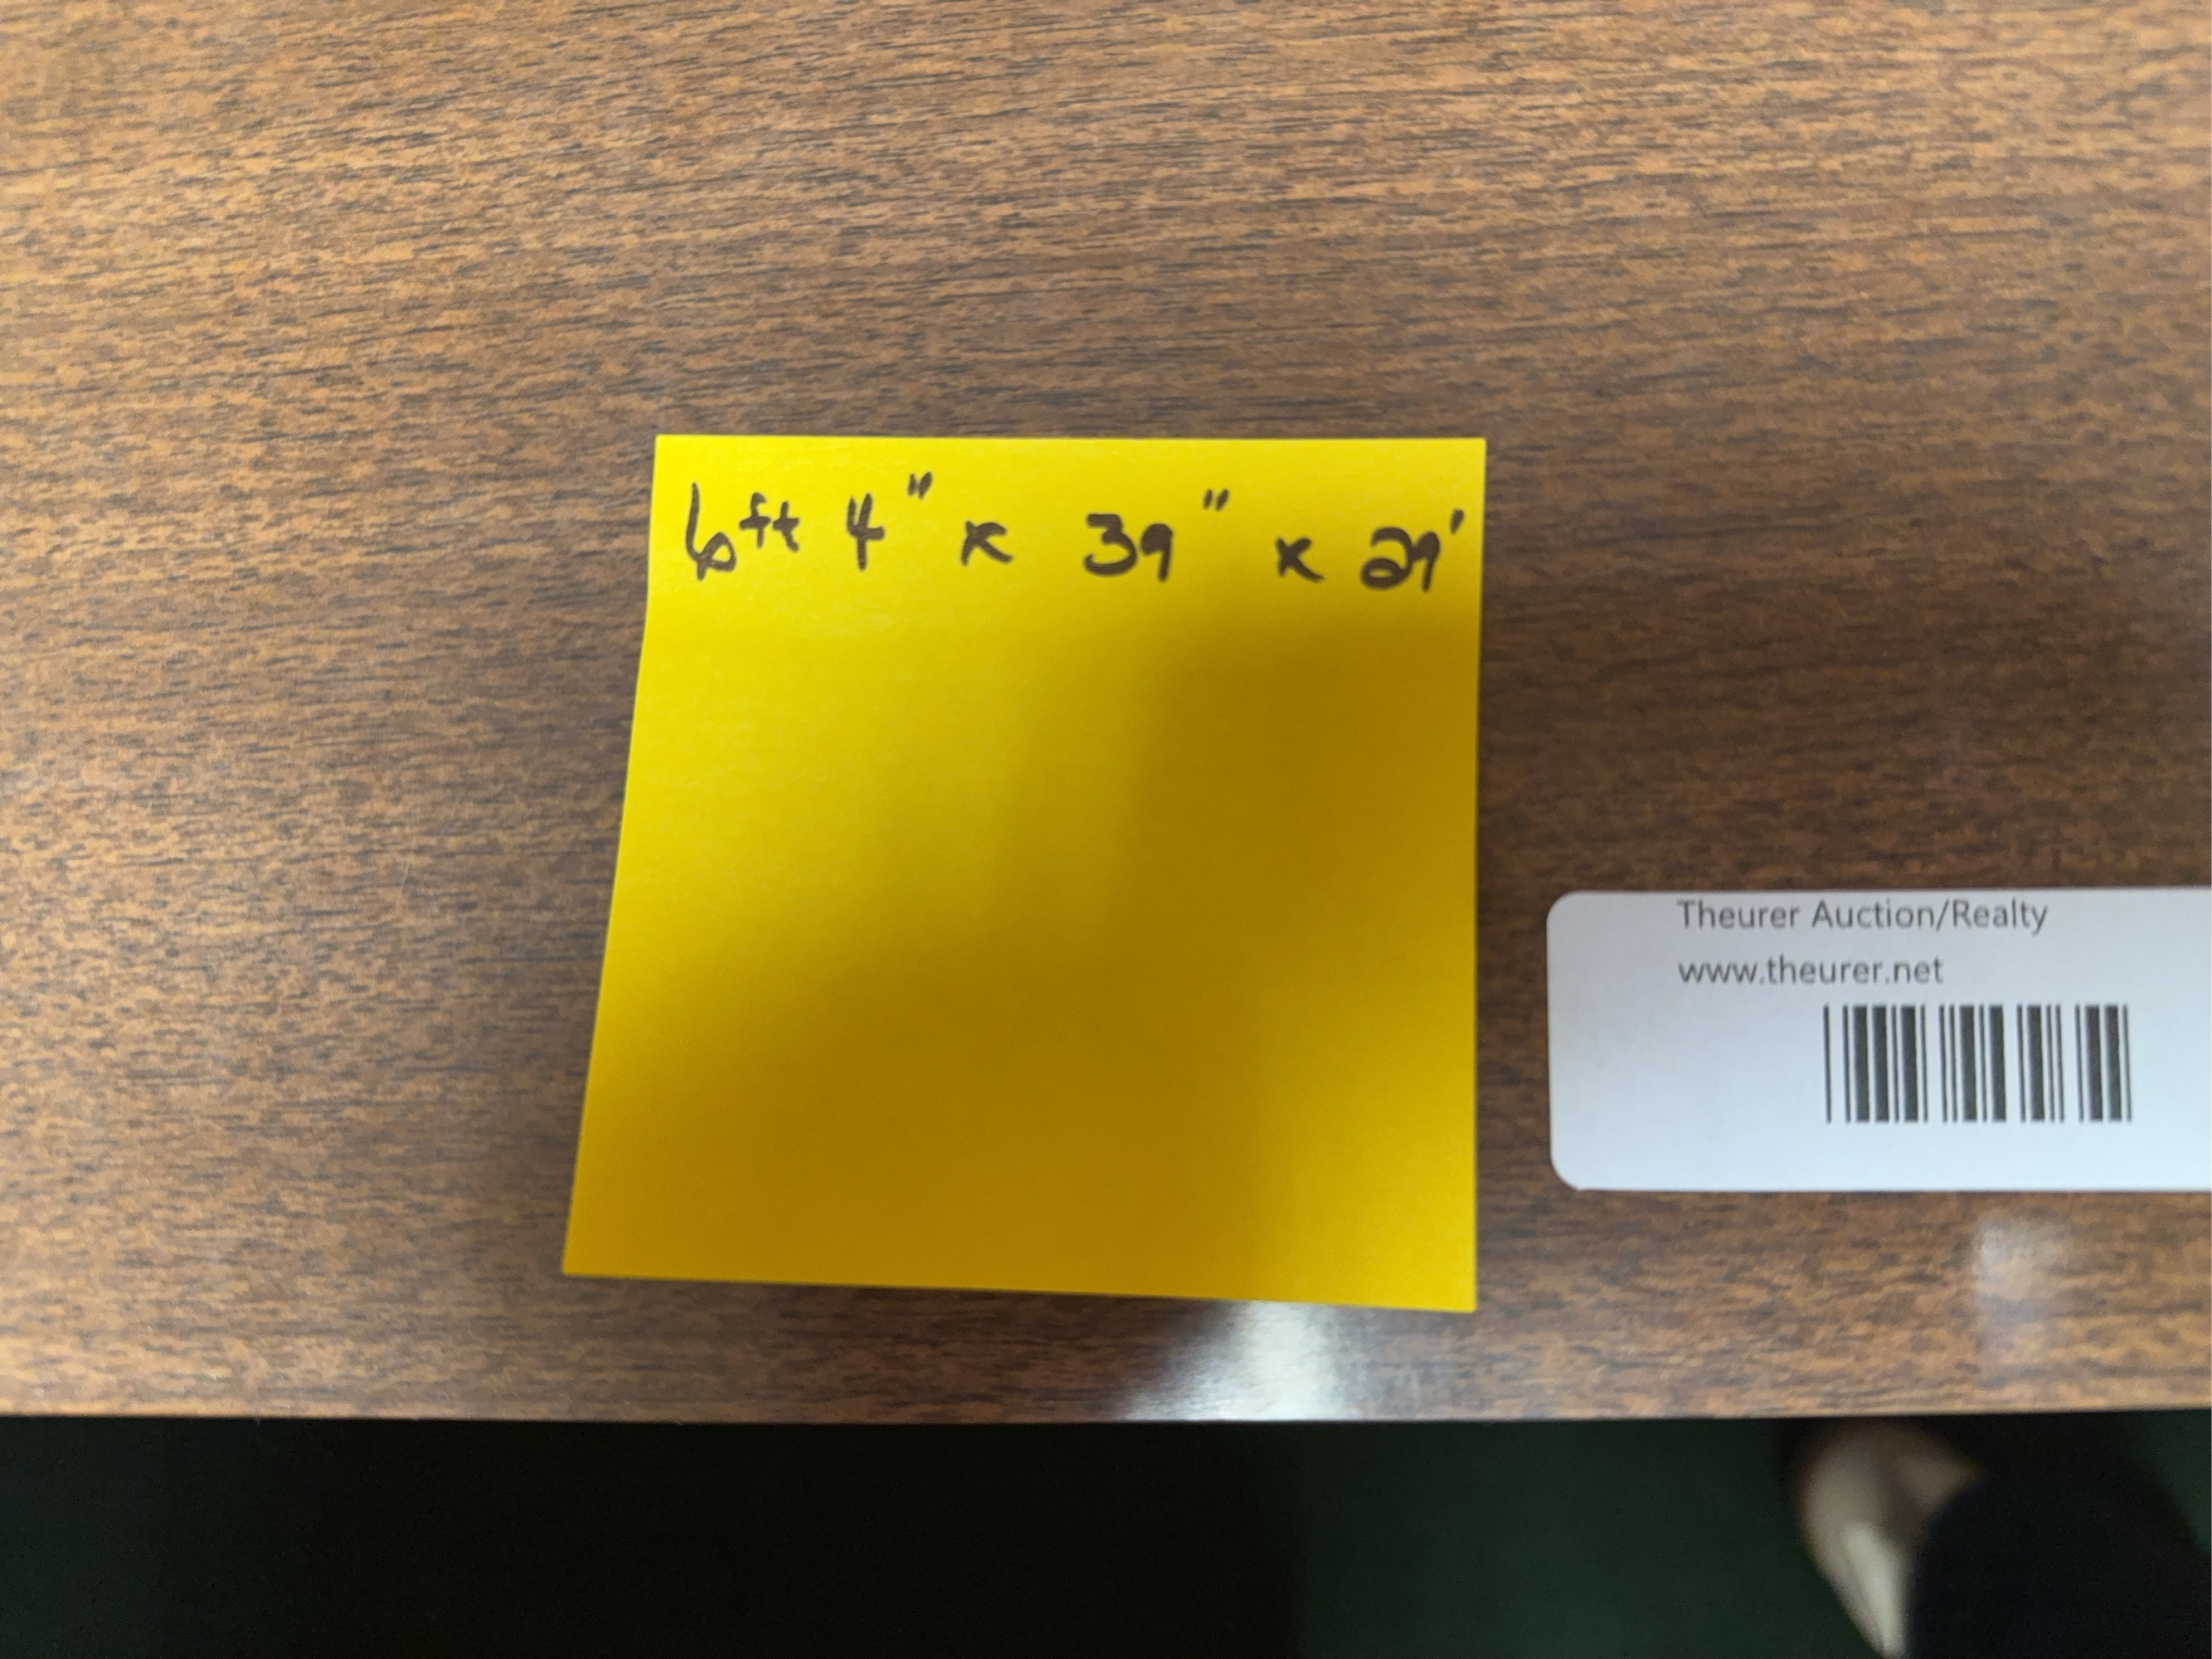 6ft 4" x 39" x 29'
Theurer Auction/Realty
www.theurer.net